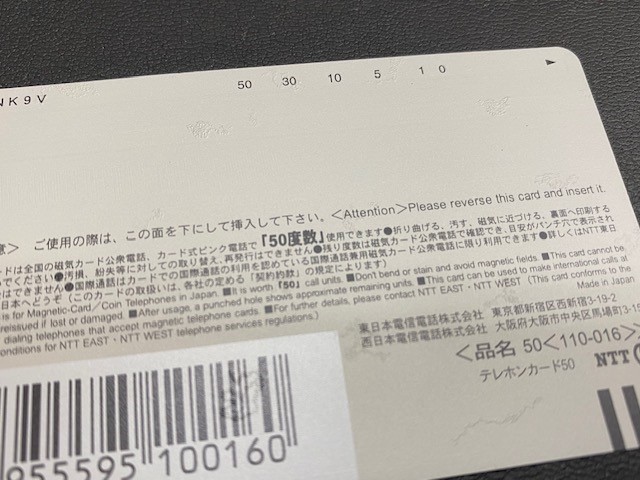 NK9V
50 30 10 5 1 0
＜Attention＞Please reverse this card and insert it.
意＞ ご使用の際は、この面を下にして挿入して下さい。
ードは全国の磁気カード公衆電話、カード式ピンク電話で「50度数」使用できます●折り曲げる、汚す、磁気に近づける、裏面へ印刷する
でください●汚損、紛失等に対しての取り替え、再発行はできません●残り度数は磁気カード公衆電話で確認でき、目安がパンチ穴で表示され
はできません●国際通話はカードでの国際通話の利用を認めている国際通話兼用磁気カード公衆電話に限り利用できます●詳しくはNTT東日
日本へどうぞ（このカードの取扱いは、各社の定める「契約約款」の規定によります）
is for Magnetic-Card/Coin Telephones in Japan. ■It is worth「50」call units. ■Don't bend or stain and avoid magnetic fields. ■This card cannot be
reissued if lost or damaged. ■After usage, a punched hole shows approximate remaining units. ■This card can be used to make international calls at
dialing telephones that accept magnetic telephone cards. ■For further details, please contact NTT EAST・NTT WEST (This card conforms to the
conditions for NTT EAST・NTT WEST telephone services regulations.)
Made in Japan
東日本電信電話株式会社 東京都新宿区西新宿3-19-2
西日本電信電話株式会社 大阪府大阪市中央区馬場町3-15
＜品名 50＜110-016＞
テレホンカード50
NTT
955595 100160